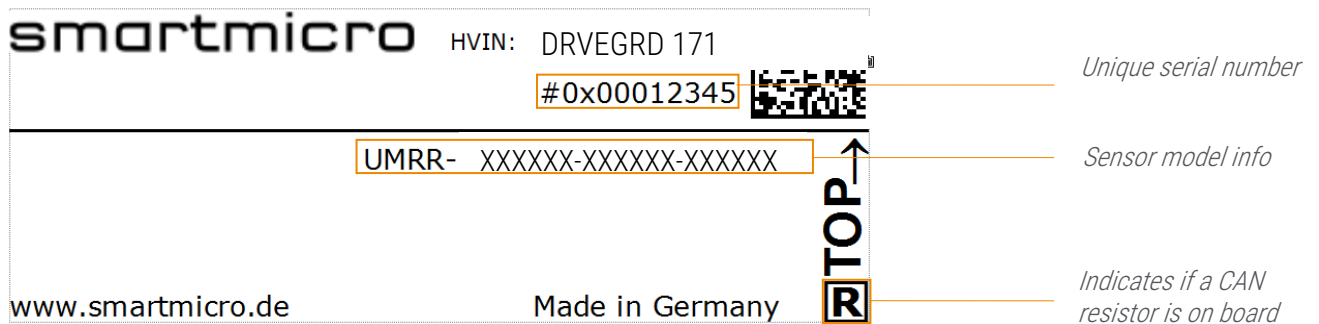 smartmicro HVIN: DRVEGRD 171
#0x00012345
Unique serial number
UMRR- XXXXXX-XXXXXX-XXXXXX
Sensor model info
TOP→
www.smartmicro.de Made in Germany R
Indicates if a CAN
resistor is on board